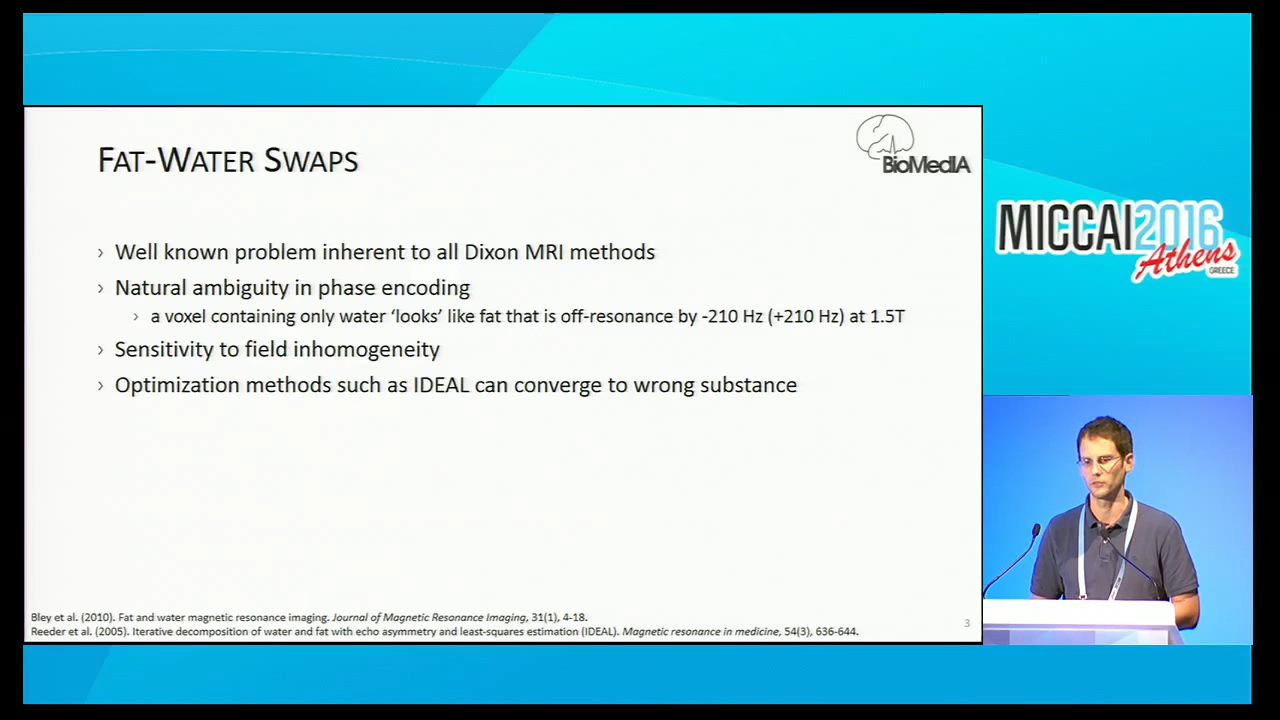 FAT-WATER SWAPS
BioMedIA
› Well known problem inherent to all Dixon MRI methods
› Natural ambiguity in phase encoding
› a voxel containing only water ‘looks’ like fat that is off-resonance by -210 Hz (+210 Hz) at 1.5T
› Sensitivity to field inhomogeneity
› Optimization methods such as IDEAL can converge to wrong substance
Bley et al. (2010). Fat and water magnetic resonance imaging. Journal of Magnetic Resonance Imaging, 31(1), 4-18.
Reeder et al. (2005). Iterative decomposition of water and fat with echo asymmetry and least-squares estimation (IDEAL). Magnetic resonance in medicine, 54(3), 636-644.
3
MICCAI2016
Athens
GREECE